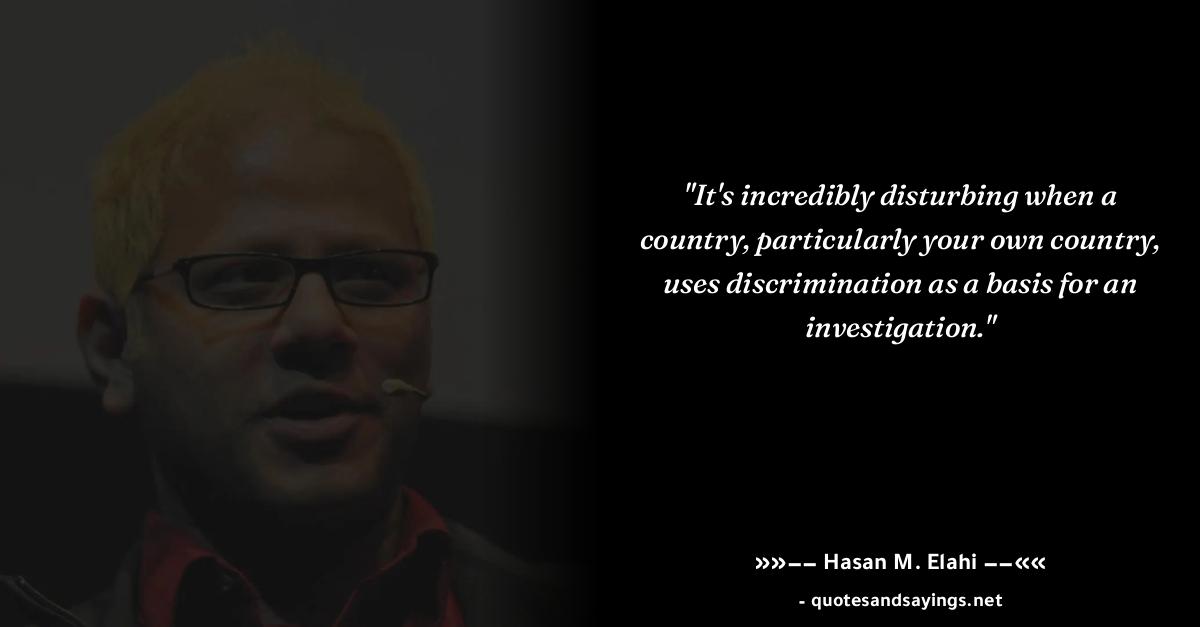 "It's incredibly disturbing when a
country, particularly your own country,
uses discrimination as a basis for an
investigation."
»»−− Hasan M. Elahi −−««
- quotesandsayings.net